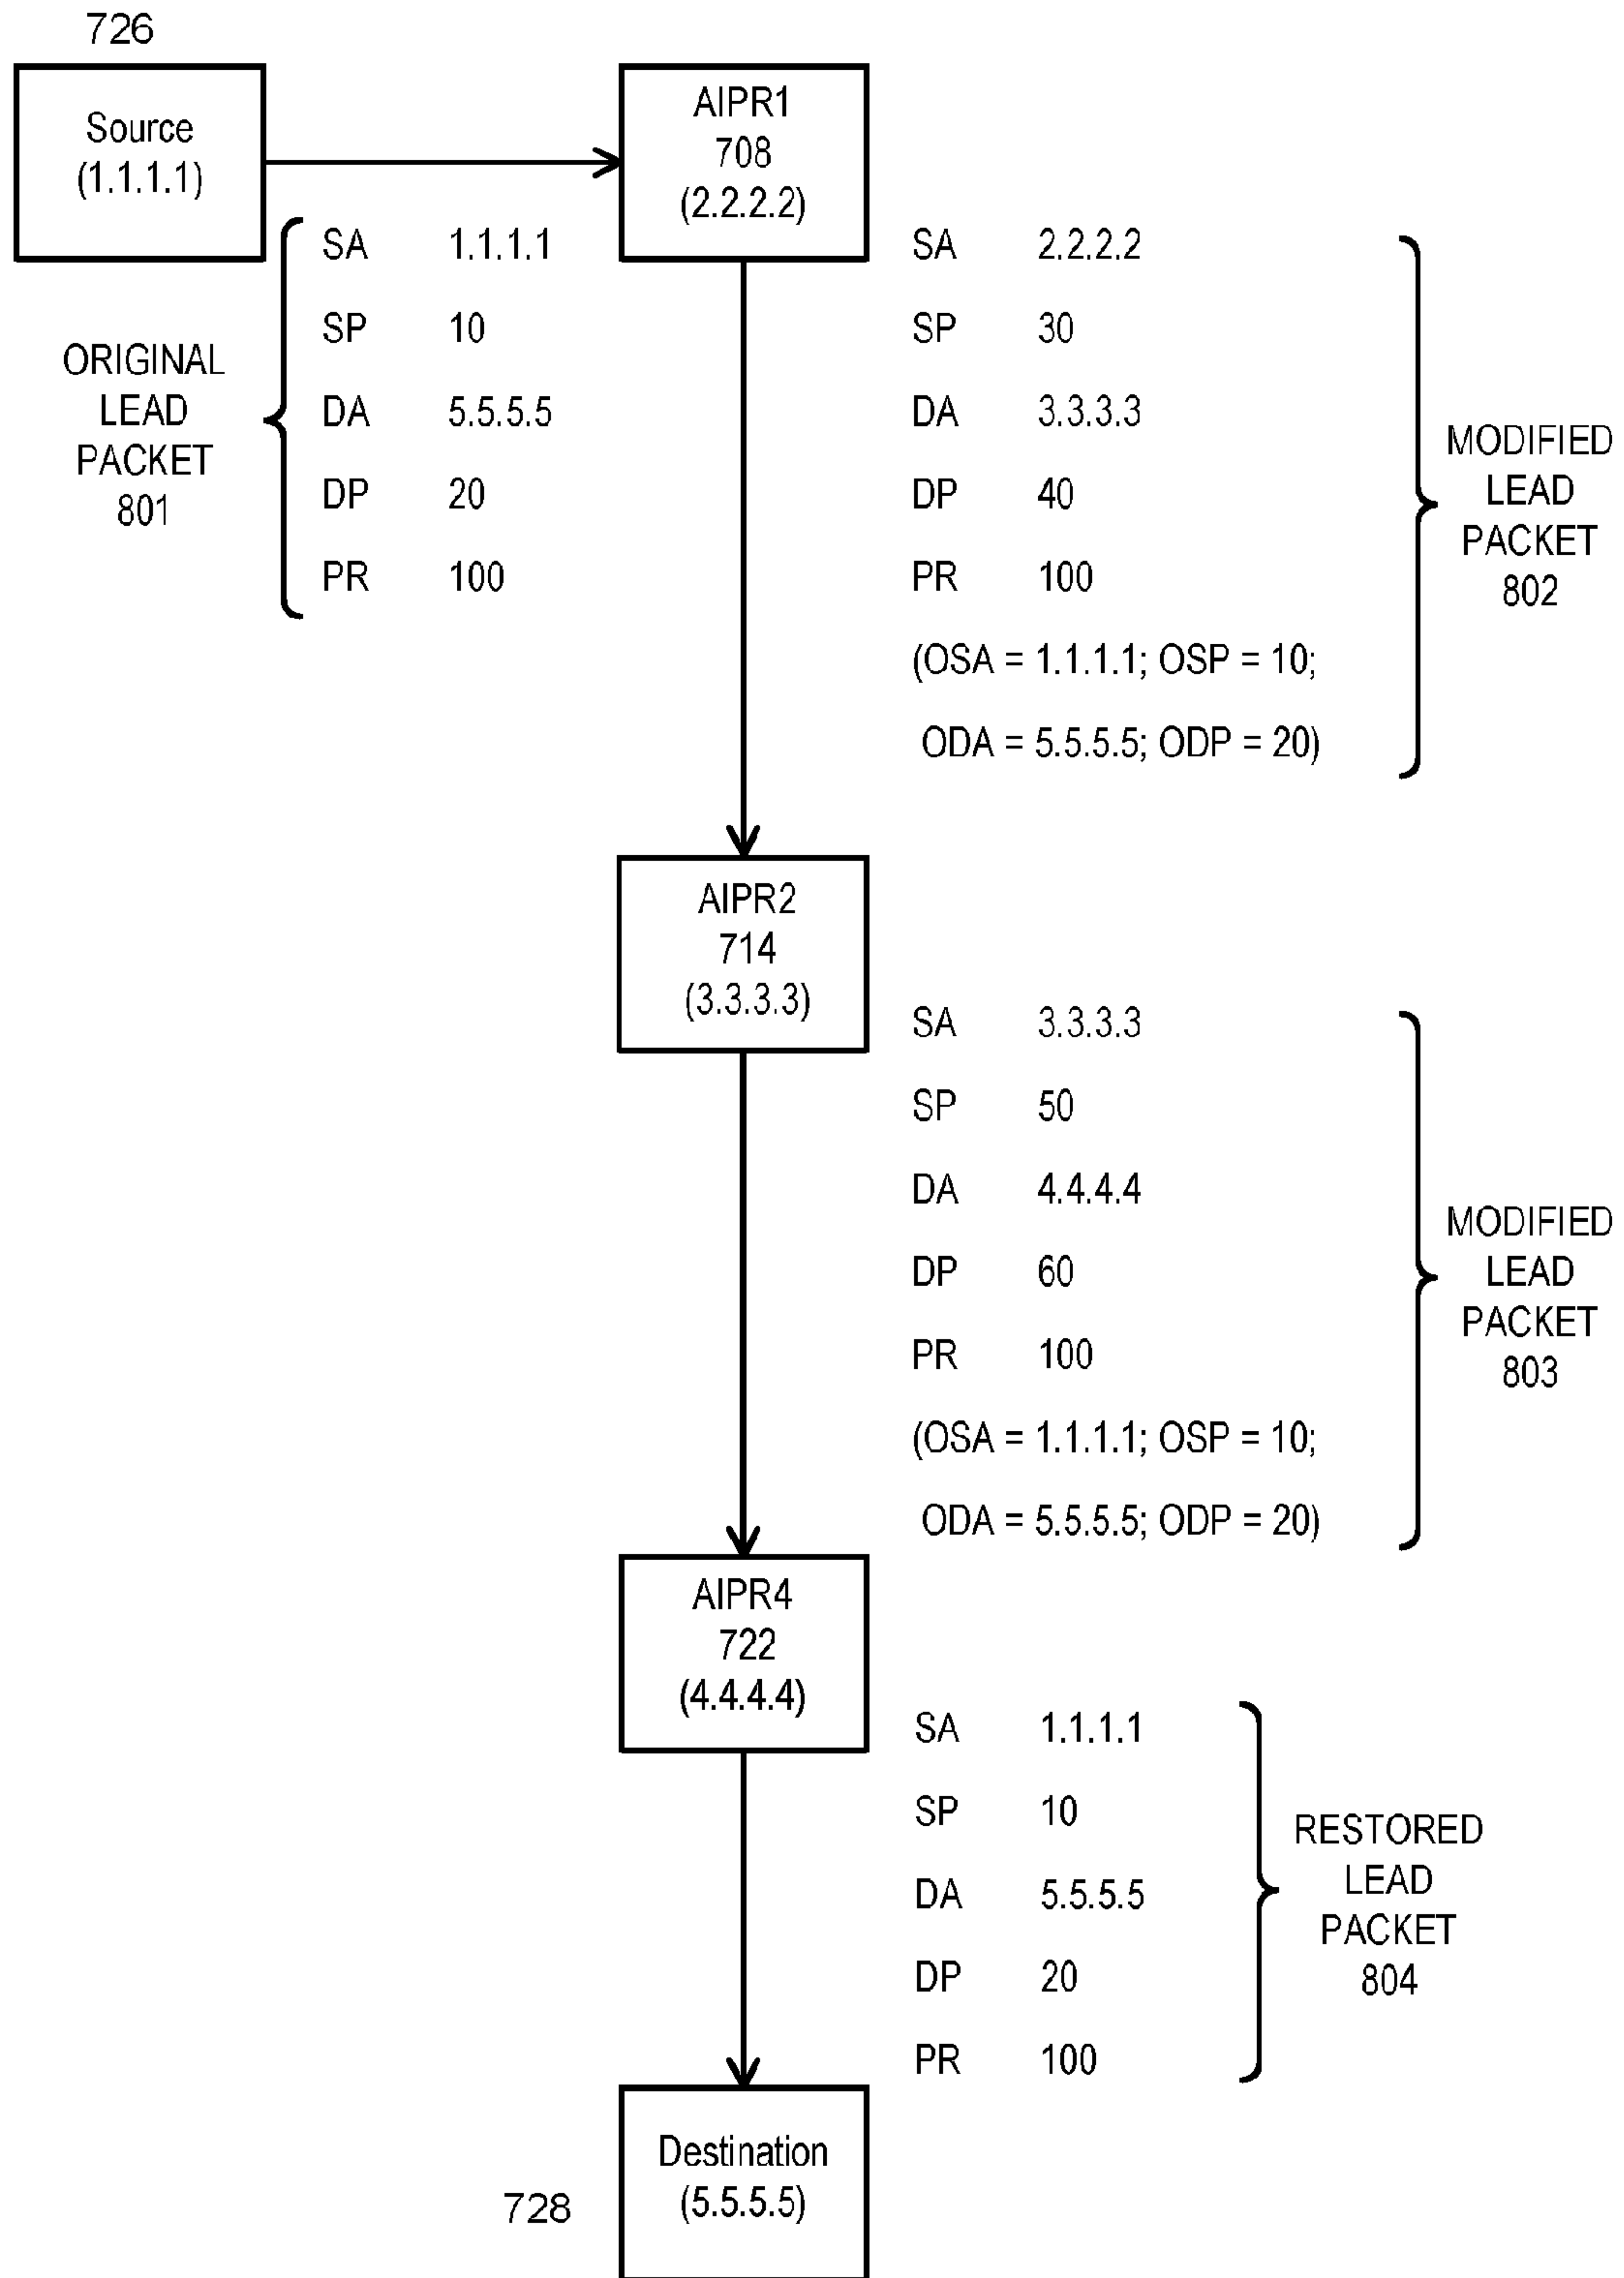 726
Source
(1.1.1.1)
AIPR1
708
(2.2.2.2)
ORIGINAL
LEAD
PACKET
801
SA 1.1.1.1
SP 10
DA 5.5.5.5
DP 20
PR 100
SA 2.2.2.2
SP 30
DA 3.3.3.3
DP 40
PR 100
(OSA = 1.1.1.1; OSP = 10;
ODA = 5.5.5.5; ODP = 20)
MODIFIED
LEAD
PACKET
802
AIPR2
714
(3.3.3.3)
SA 3.3.3.3
SP 50
DA 4.4.4.4
DP 60
PR 100
(OSA = 1.1.1.1; OSP = 10;
ODA = 5.5.5.5; ODP = 20)
MODIFIED
LEAD
PACKET
803
AIPR4
722
(4.4.4.4)
SA 1.1.1.1
SP 10
DA 5.5.5.5
DP 20
PR 100
RESTORED
LEAD
PACKET
804
Destination
(5.5.5.5)
728